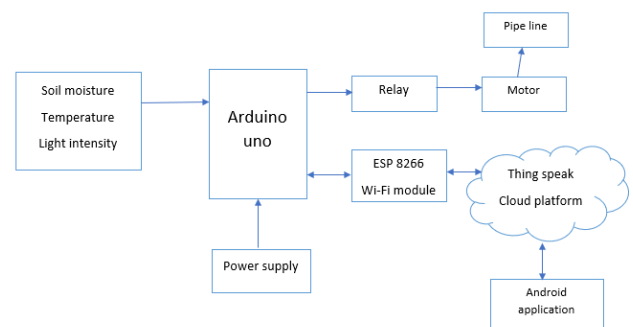 Pipe line
Soil moisture
Temperature
Light intensity
Arduino
uno
Relay
Motor
ESP 8266
Wi-Fi module
Thing speak
Cloud platform
Power supply
Android
application